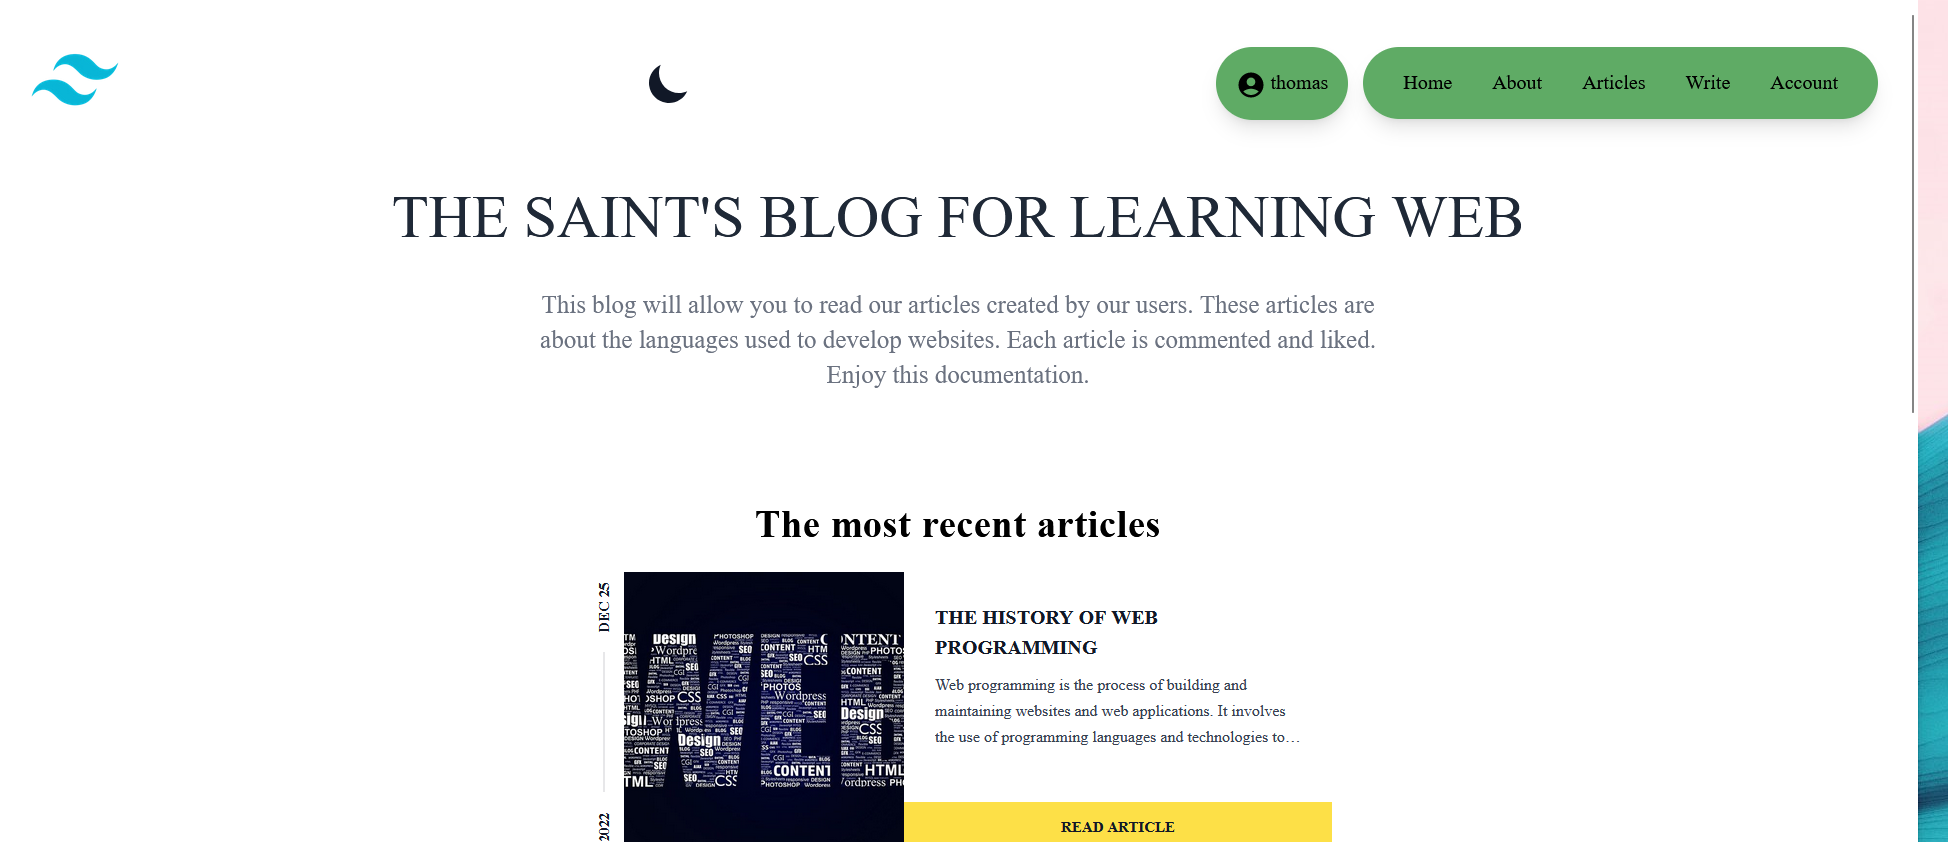 thomas
Home About Articles Write Account
THE SAINT'S BLOG FOR LEARNING WEB
This blog will allow you to read our articles created by our users. These articles are
about the languages used to develop websites. Each article is commented and liked.
Enjoy this documentation.
The most recent articles
DEC 25
2022
THE HISTORY OF WEB
PROGRAMMING
Web programming is the process of building and
maintaining websites and web applications. It involves
the use of programming languages and technologies to…
READ ARTICLE